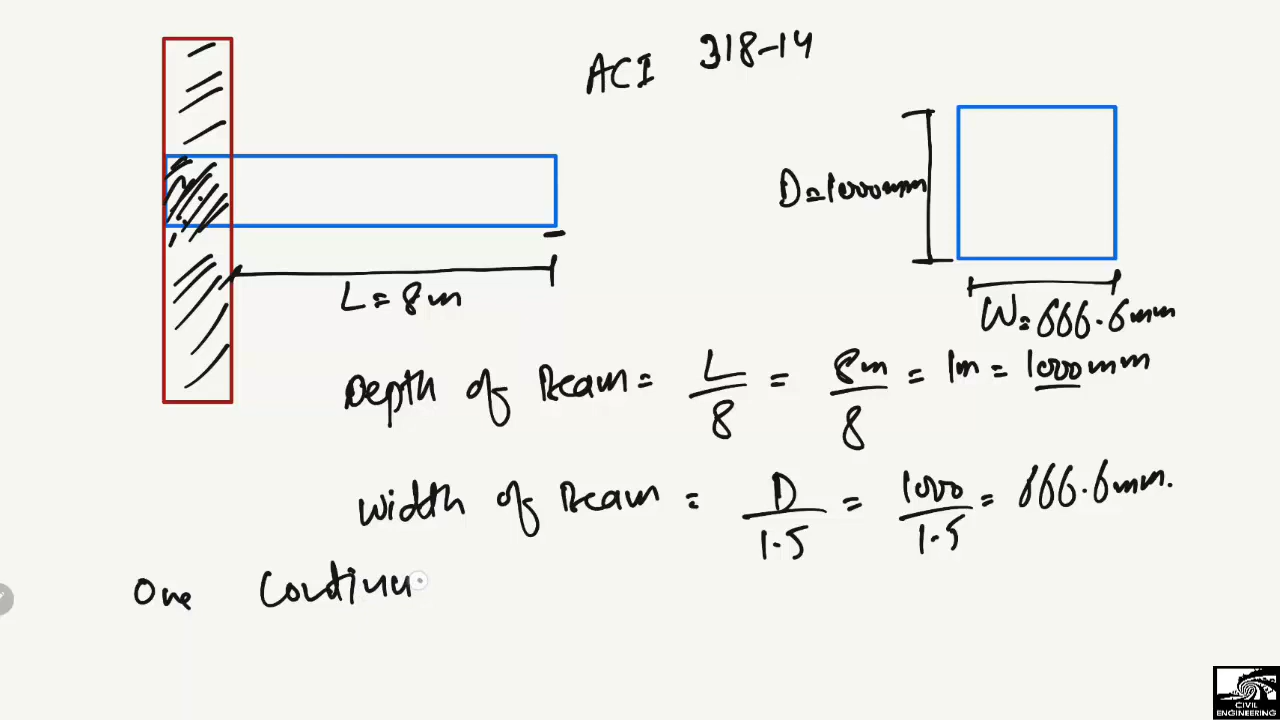 ACI 318-14
D=1000mm
L=8m
W=666.6mm
Depth of Beam = L/8 = 8m/8 = 1m = 1000mm
Width of Beam = D/1.5 = 1000/1.5 = 666.6mm.
One Continu
CIVIL
ENGINEERING